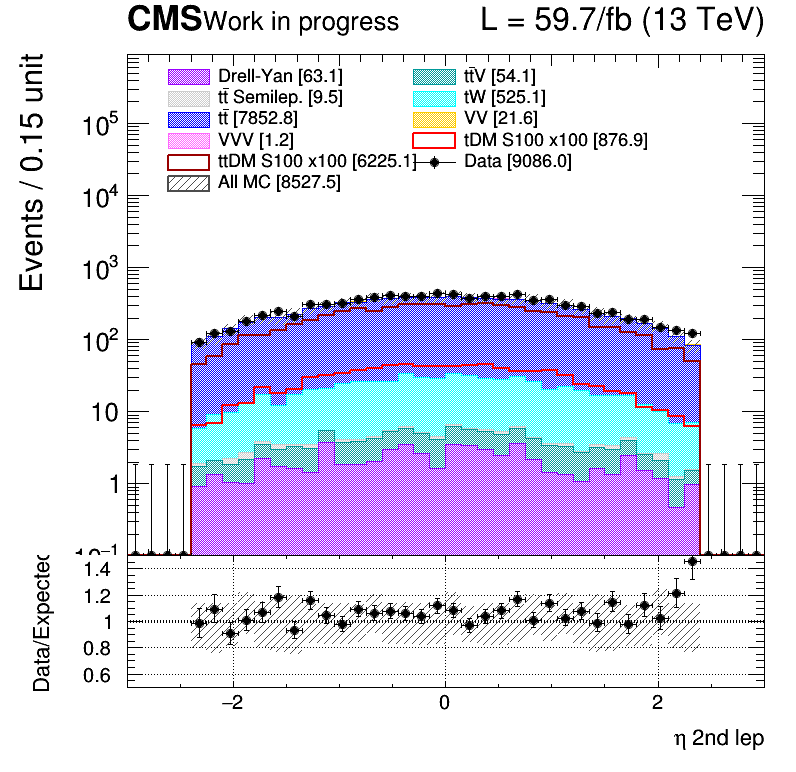 CMS Work in progress L = 59.7/fb (13 TeV)
Events / 0.15 unit
Drell-Yan [63.1] tt̄V [54.1]
tt̄ Semilep. [9.5] tW [525.1]
tt̄ [7852.8] VV [21.6]
VVV [1.2] tDM S100 x100 [876.9]
ttDM S100 x100 [6225.1] Data [9086.0]
All MC [8527.5]
10⁵
10⁴
10³
10²
10
1
10⁻¹
Data/Expected
1.4
1.2
1
0.8
0.6
−2 0 2
η 2nd lep